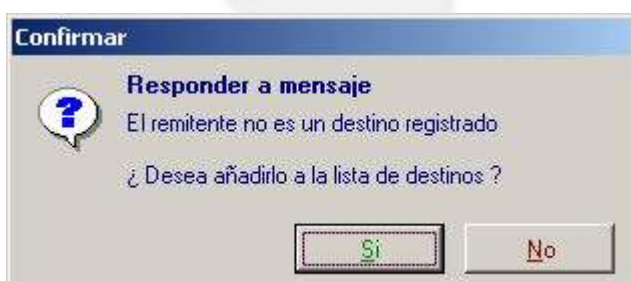 Confirmar
Responder a mensaje
El remitente no es un destino registrado
¿ Desea añadirlo a la lista de destinos ?
Si
No